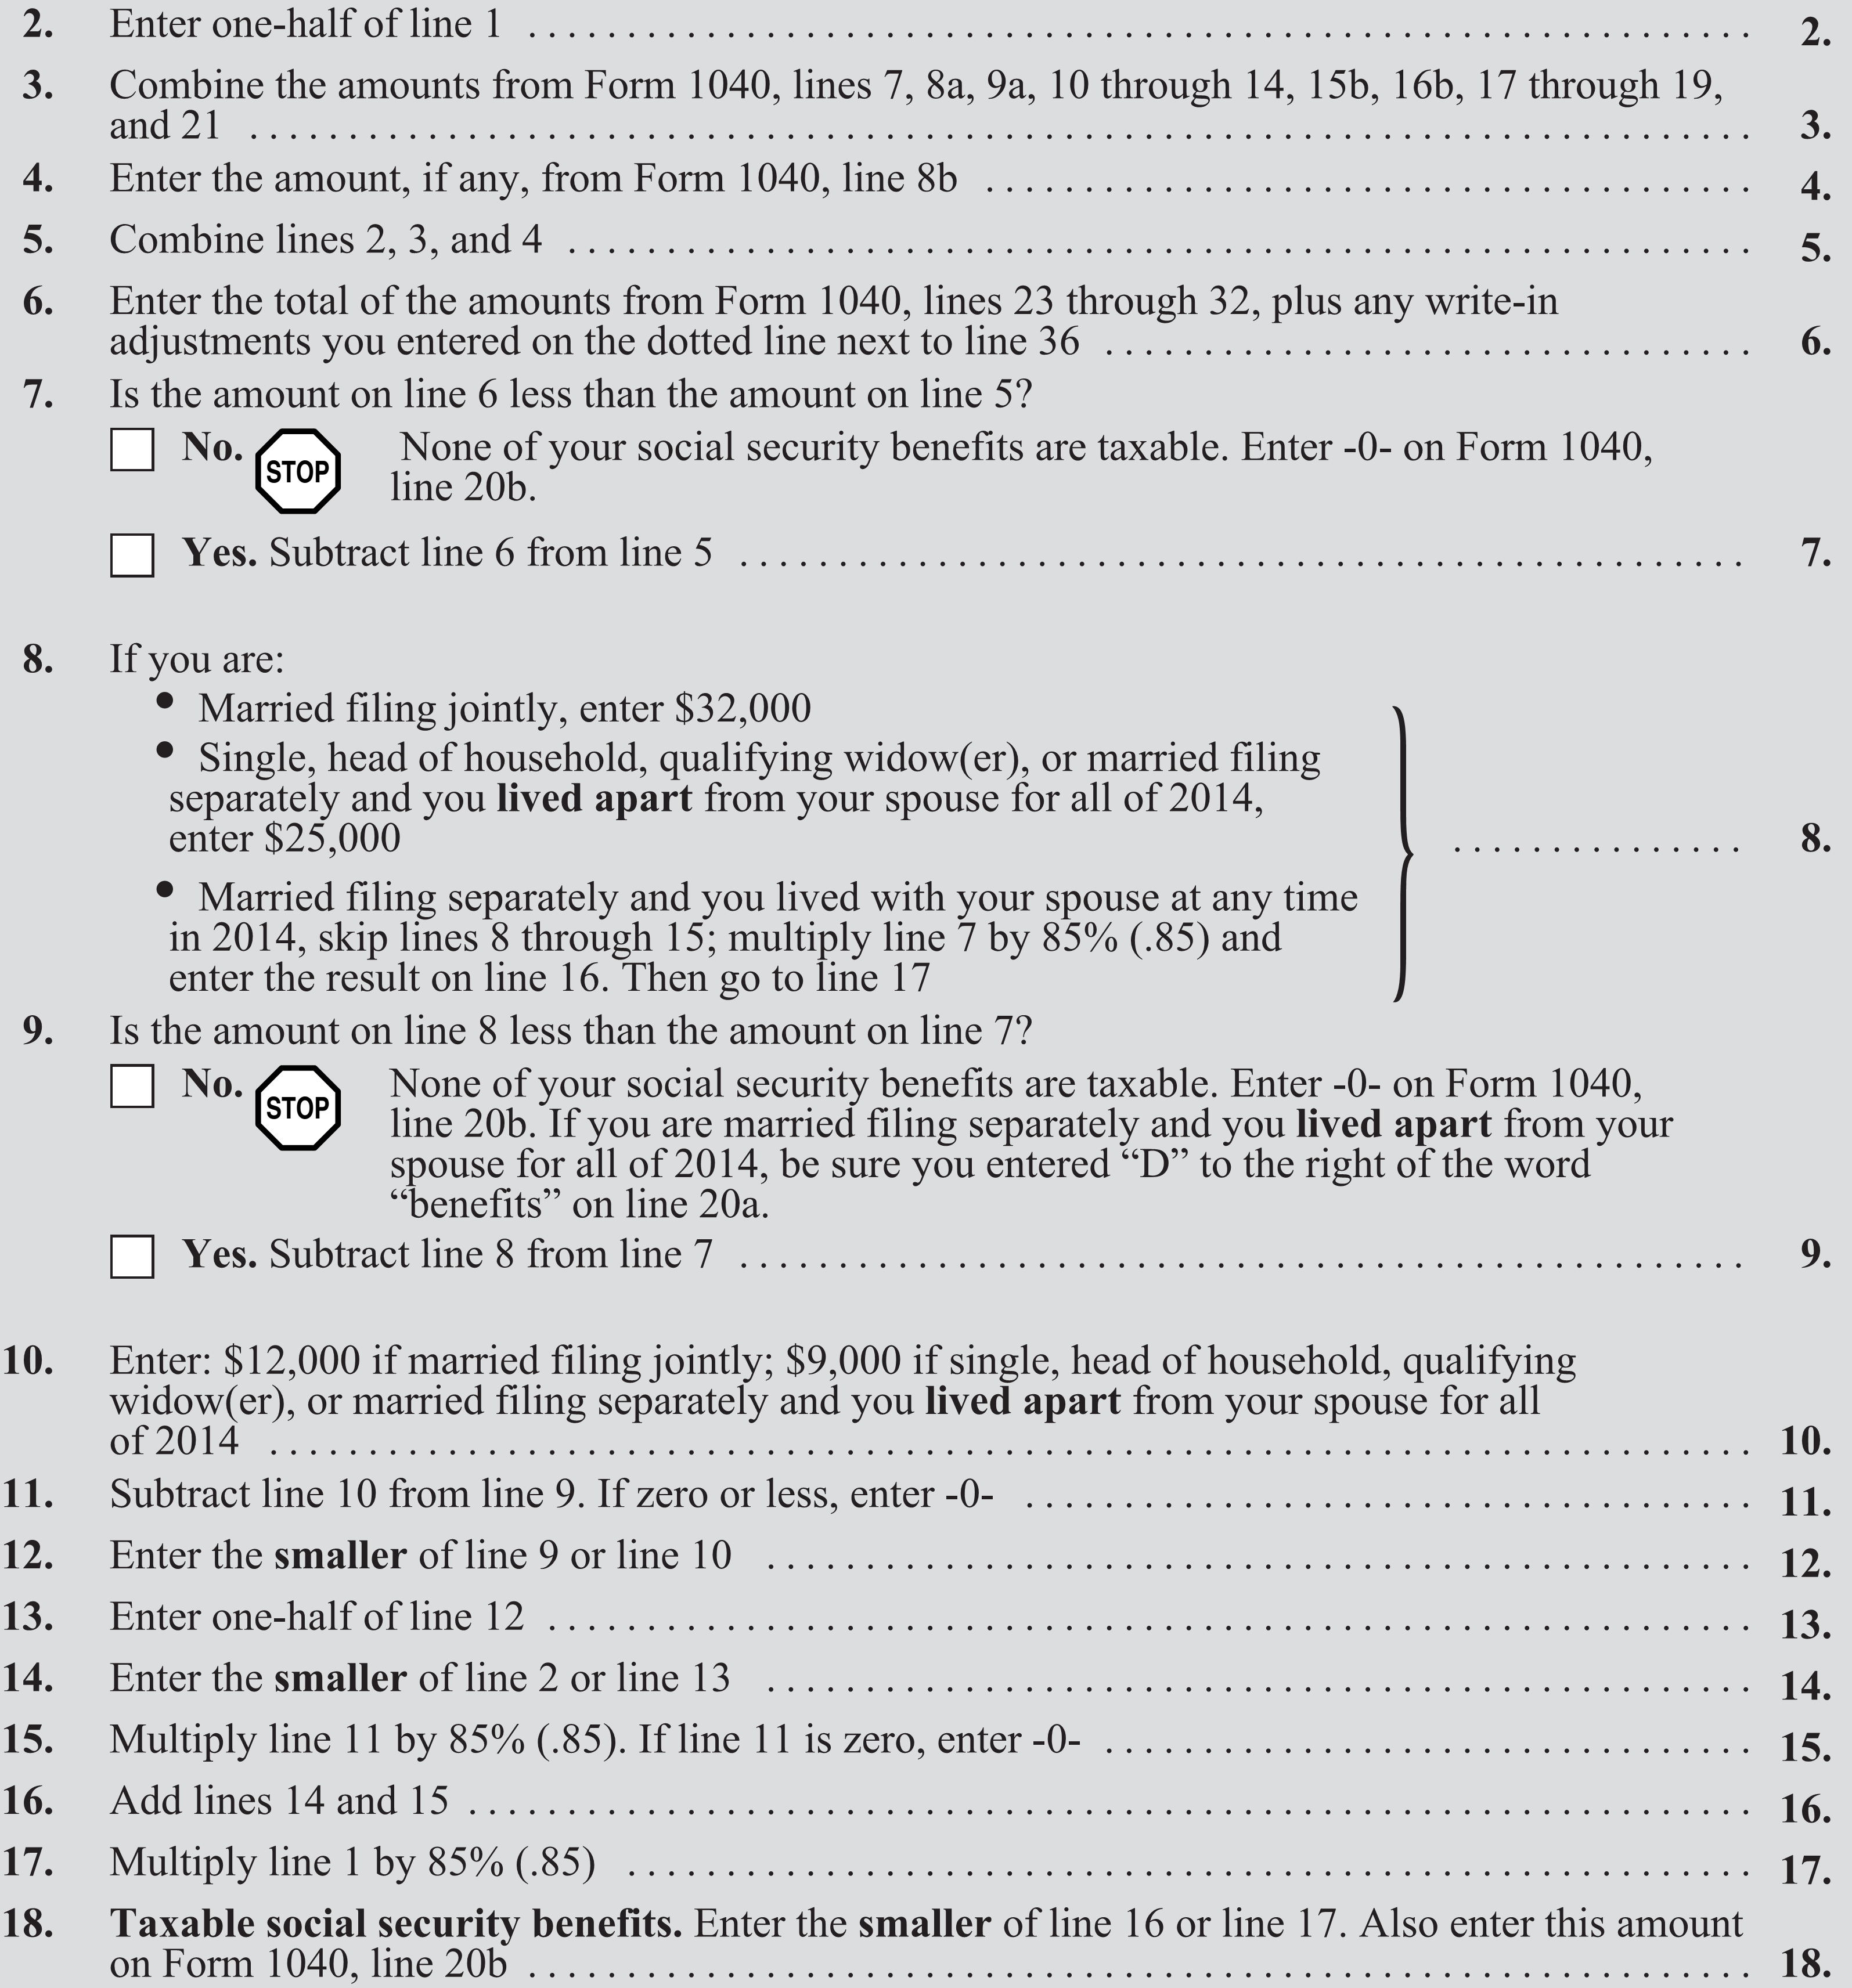 2. Enter one-half of line 1 . . . . . . . . . . 2.
3. Combine the amounts from Form 1040, lines 7, 8a, 9a, 10 through 14, 15b, 16b, 17 through 19,
and 21 . . . . . . . . . . 3.
4. Enter the amount, if any, from Form 1040, line 8b . . . . . . . . . . 4.
5. Combine lines 2, 3, and 4 . . . . . . . . . . 5.
6. Enter the total of the amounts from Form 1040, lines 23 through 32, plus any write-in
adjustments you entered on the dotted line next to line 36 . . . . . . . . . . 6.
7. Is the amount on line 6 less than the amount on line 5?
No. STOP None of your social security benefits are taxable. Enter -0- on Form 1040,
line 20b.
Yes. Subtract line 6 from line 5 . . . . . . . . . . 7.
8. If you are:
• Married filing jointly, enter $32,000
• Single, head of household, qualifying widow(er), or married filing
separately and you lived apart from your spouse for all of 2014,
enter $25,000 . . . . . . . . . . 8.
• Married filing separately and you lived with your spouse at any time
in 2014, skip lines 8 through 15; multiply line 7 by 85% (.85) and
enter the result on line 16. Then go to line 17
9. Is the amount on line 8 less than the amount on line 7?
No. STOP None of your social security benefits are taxable. Enter -0- on Form 1040,
line 20b. If you are married filing separately and you lived apart from your
spouse for all of 2014, be sure you entered “D” to the right of the word
“benefits” on line 20a.
Yes. Subtract line 8 from line 7 . . . . . . . . . . 9.
10. Enter: $12,000 if married filing jointly; $9,000 if single, head of household, qualifying
widow(er), or married filing separately and you lived apart from your spouse for all
of 2014 . . . . . . . . . . 10.
11. Subtract line 10 from line 9. If zero or less, enter -0- . . . . . . . . . . 11.
12. Enter the smaller of line 9 or line 10 . . . . . . . . . . 12.
13. Enter one-half of line 12 . . . . . . . . . . 13.
14. Enter the smaller of line 2 or line 13 . . . . . . . . . . 14.
15. Multiply line 11 by 85% (.85). If line 11 is zero, enter -0- . . . . . . . . . . 15.
16. Add lines 14 and 15 . . . . . . . . . . 16.
17. Multiply line 1 by 85% (.85) . . . . . . . . . . 17.
18. Taxable social security benefits. Enter the smaller of line 16 or line 17. Also enter this amount
on Form 1040, line 20b . . . . . . . . . . 18.